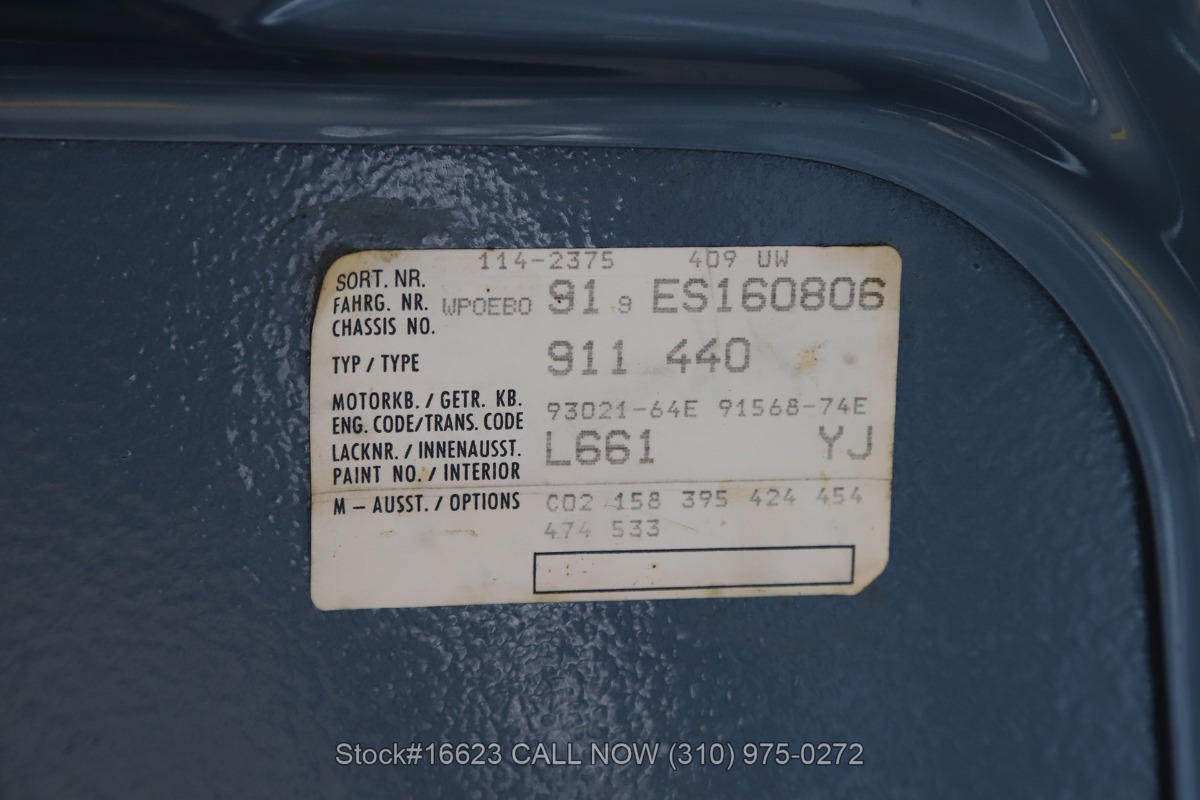 114-2375 409 UW
SORT. NR.
FAHRG. NR. WPOEBO 91 9 ES160806
CHASSIS NO.
TYP / TYPE 911 440
MOTORKB. / GETR. KB.
ENG. CODE/TRANS. CODE 93021-64E 91568-74E
LACKNR. / INNENAUSST. L661 YJ
PAINT NO. / INTERIOR
M – AUSST. / OPTIONS C02 158 395 424 454
474 533
Stock#16623 CALL NOW (310) 975-0272